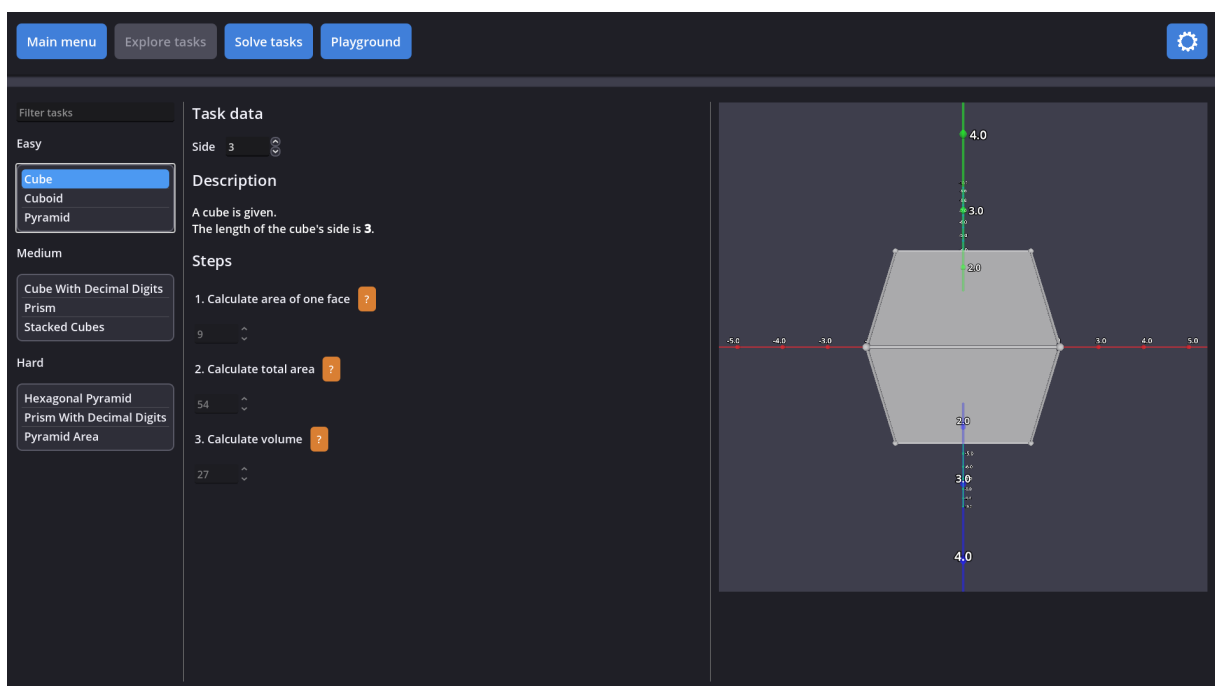 Main menu Explore tasks Solve tasks Playground
Filter tasks
Easy
Cube
Cuboid
Pyramid
Medium
Cube With Decimal Digits
Prism
Stacked Cubes
Hard
Hexagonal Pyramid
Prism With Decimal Digits
Pyramid Area
Task data
Side 3
Description
A cube is given.
The length of the cube's side is 3.
Steps
1. Calculate area of one face ?
9
2. Calculate total area ?
54
3. Calculate volume ?
27
4.0
3.0
2.0
-5.0 -4.0 -3.0 3.0 4.0 5.0
2.0
3.0
4.0